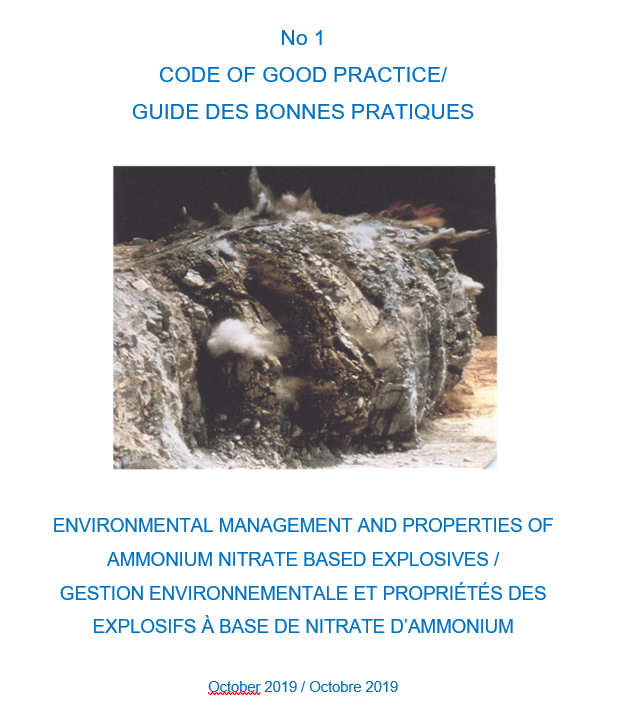 No 1
CODE OF GOOD PRACTICE/
GUIDE DES BONNES PRATIQUES
ENVIRONMENTAL MANAGEMENT AND PROPERTIES OF
AMMONIUM NITRATE BASED EXPLOSIVES /
GESTION ENVIRONNEMENTALE ET PROPRIÉTÉS DES
EXPLOSIFS À BASE DE NITRATE D’AMMONIUM
October 2019 / Octobre 2019